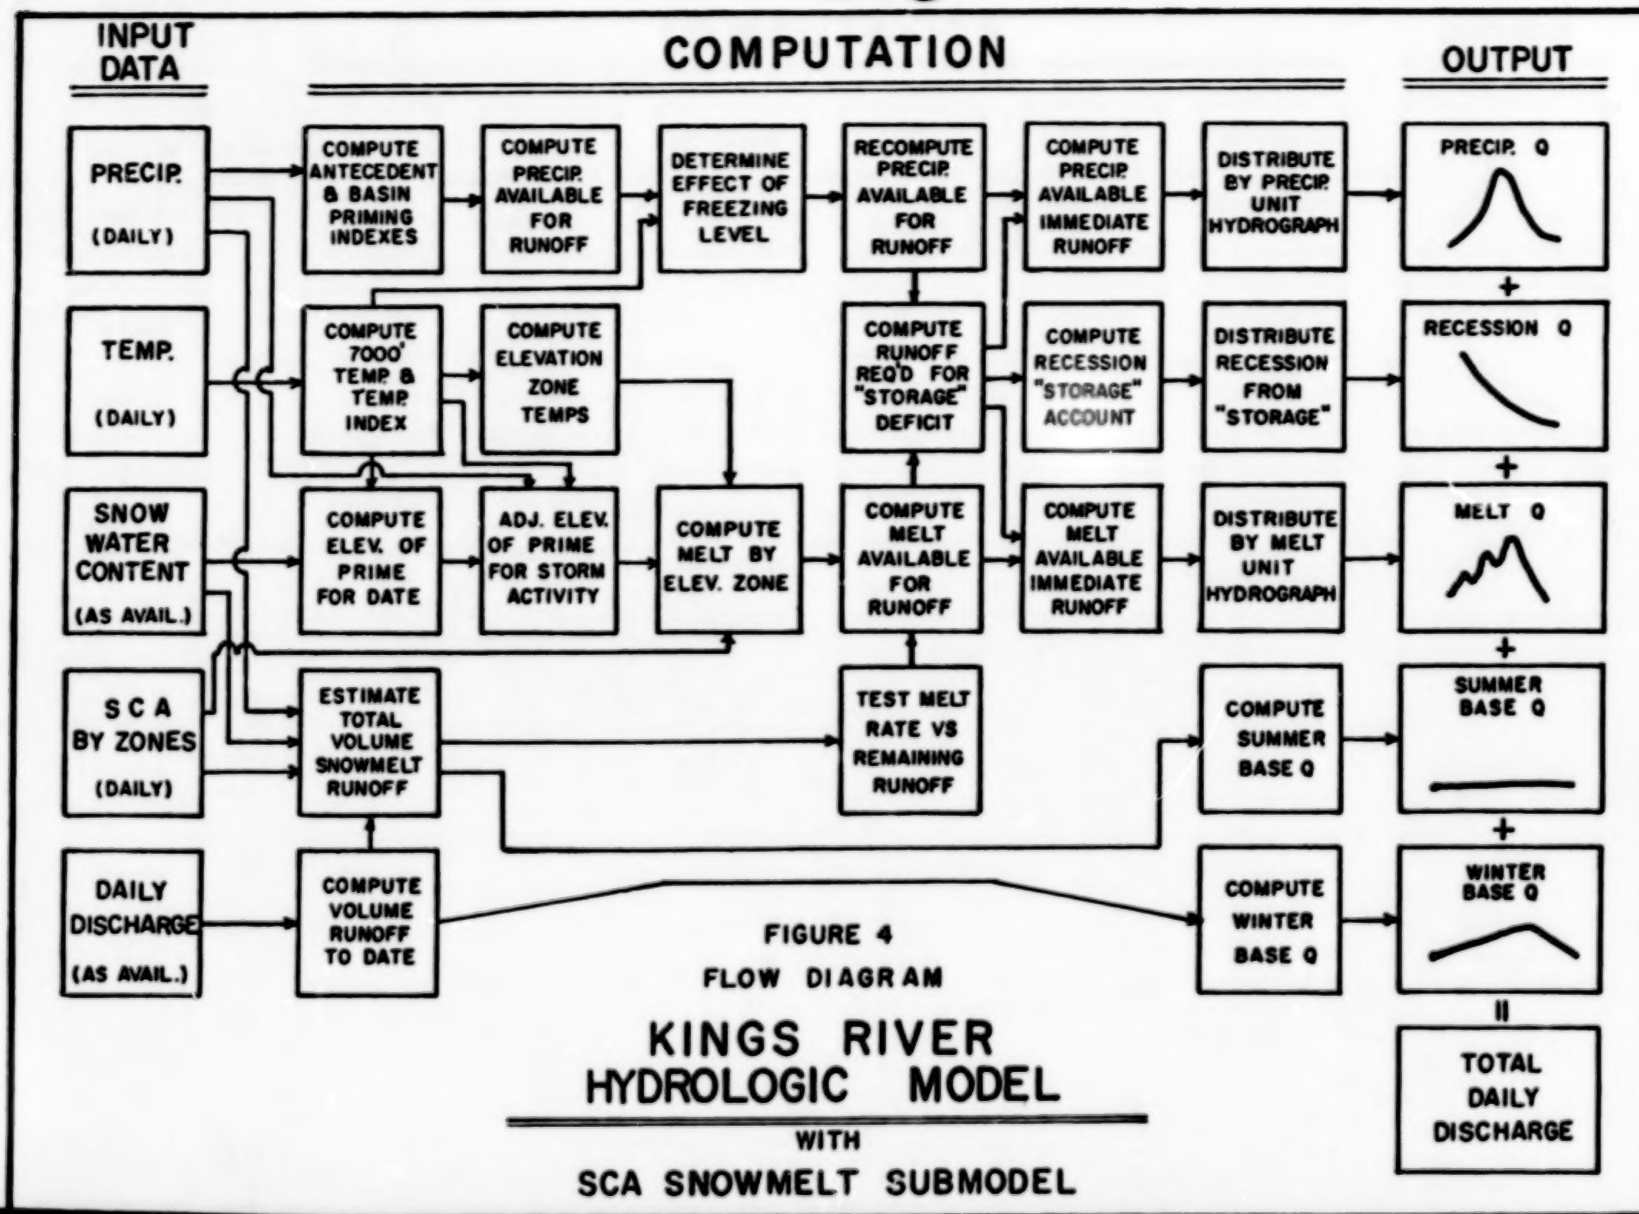 INPUT
DATA
COMPUTATION
OUTPUT
PRECIP.
(DAILY)
COMPUTE
ANTECEDENT
& BASIN
PRIMING
INDEXES
COMPUTE
PRECIP.
AVAILABLE
FOR
RUNOFF
DETERMINE
EFFECT OF
FREEZING
LEVEL
RECOMPUTE
PRECIP.
AVAILABLE
FOR
RUNOFF
COMPUTE
PRECIP.
AVAILABLE
IMMEDIATE
RUNOFF
DISTRIBUTE
BY PRECIP.
UNIT
HYDROGRAPH
PRECIP. Q
+
TEMP.
(DAILY)
COMPUTE
7000'
TEMP. &
TEMP.
INDEX
COMPUTE
ELEVATION
ZONE
TEMPS
COMPUTE
RUNOFF
REQ'D FOR
"STORAGE"
DEFICIT
COMPUTE
RECESSION
"STORAGE"
ACCOUNT
DISTRIBUTE
RECESSION
FROM
"STORAGE"
RECESSION Q
+
SNOW
WATER
CONTENT
(AS AVAIL.)
COMPUTE
ELEV. OF
PRIME
FOR DATE
ADJ. ELEV.
OF PRIME
FOR STORM
ACTIVITY
COMPUTE
MELT BY
ELEV. ZONE
COMPUTE
MELT
AVAILABLE
FOR
RUNOFF
COMPUTE
MELT
AVAILABLE
IMMEDIATE
RUNOFF
DISTRIBUTE
BY MELT
UNIT
HYDROGRAPH
MELT Q
+
SCA
BY ZONES
(DAILY)
ESTIMATE
TOTAL
VOLUME
SNOWMELT
RUNOFF
TEST MELT
RATE VS
REMAINING
RUNOFF
COMPUTE
SUMMER
BASE Q
SUMMER
BASE Q
+
DAILY
DISCHARGE
(AS AVAIL.)
COMPUTE
VOLUME
RUNOFF
TO DATE
COMPUTE
WINTER
BASE Q
WINTER
BASE Q
=
TOTAL
DAILY
DISCHARGE
FIGURE 4
FLOW DIAGRAM
KINGS RIVER
HYDROLOGIC MODEL
WITH
SCA SNOWMELT SUBMODEL